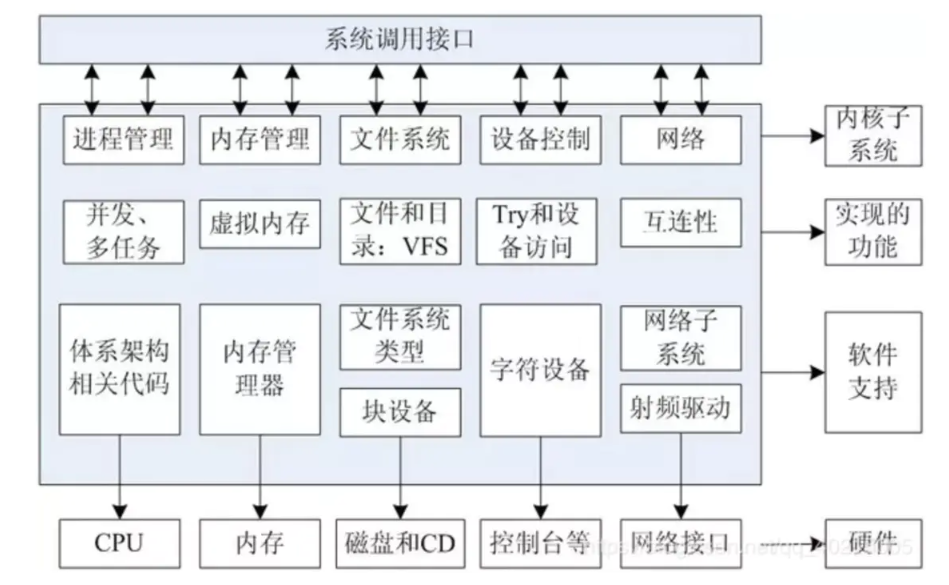 系统调用接口
进程管理
内存管理
文件系统
设备控制
网络
内核子
系统
并发、
多任务
虚拟内存
文件和目
录：VFS
Try和设
备访问
互连性
实现的
功能
体系架构
相关代码
内存管
理器
文件系统
类型
块设备
字符设备
网络子
系统
射频驱动
软件
支持
CPU
内存
磁盘和CD
控制台等
网络接口
硬件